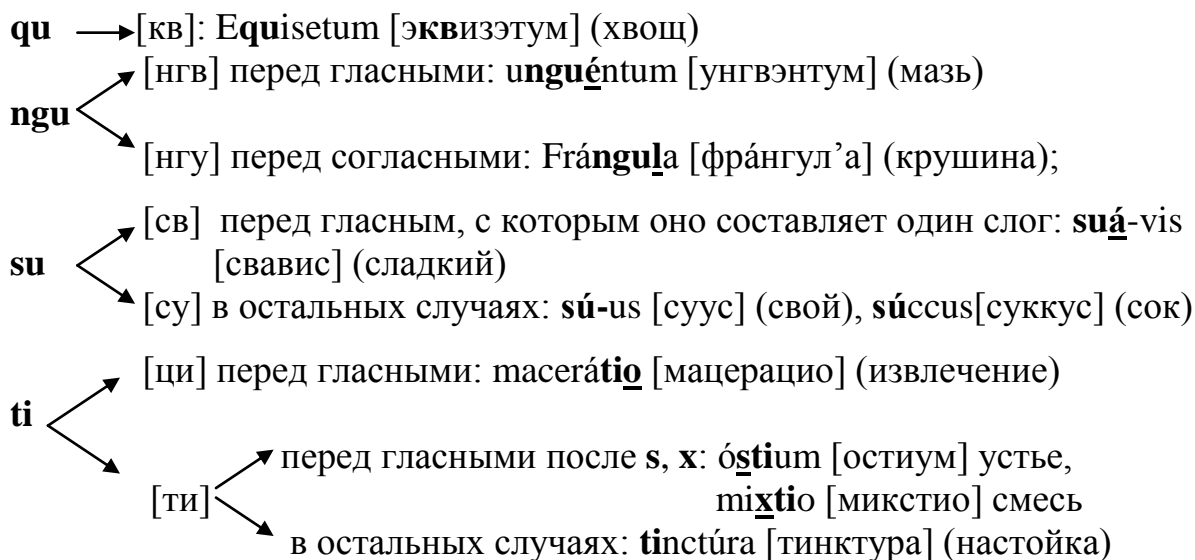 qu [кв]: Equisetum [эквизэтум] (хвощ)
[нгв] перед гласными: unguéntum [унгвэнтум] (мазь)
ngu
[нгу] перед согласными: Frángula [фрáнгул’а] (крушина);
[св] перед гласным, с которым оно составляет один слог: suá-vis
su [свавис] (сладкий)
[су] в остальных случаях: sú-us [суус] (свой), súccus[суккус] (сок)
[ци] перед гласными: macerátio [мацерацио] (извлечение)
ti
перед гласными после s, x: óstium [остиум] устье,
[ти] mixtio [микстио] смесь
в остальных случаях: tinctúra [тинктура] (настойка)